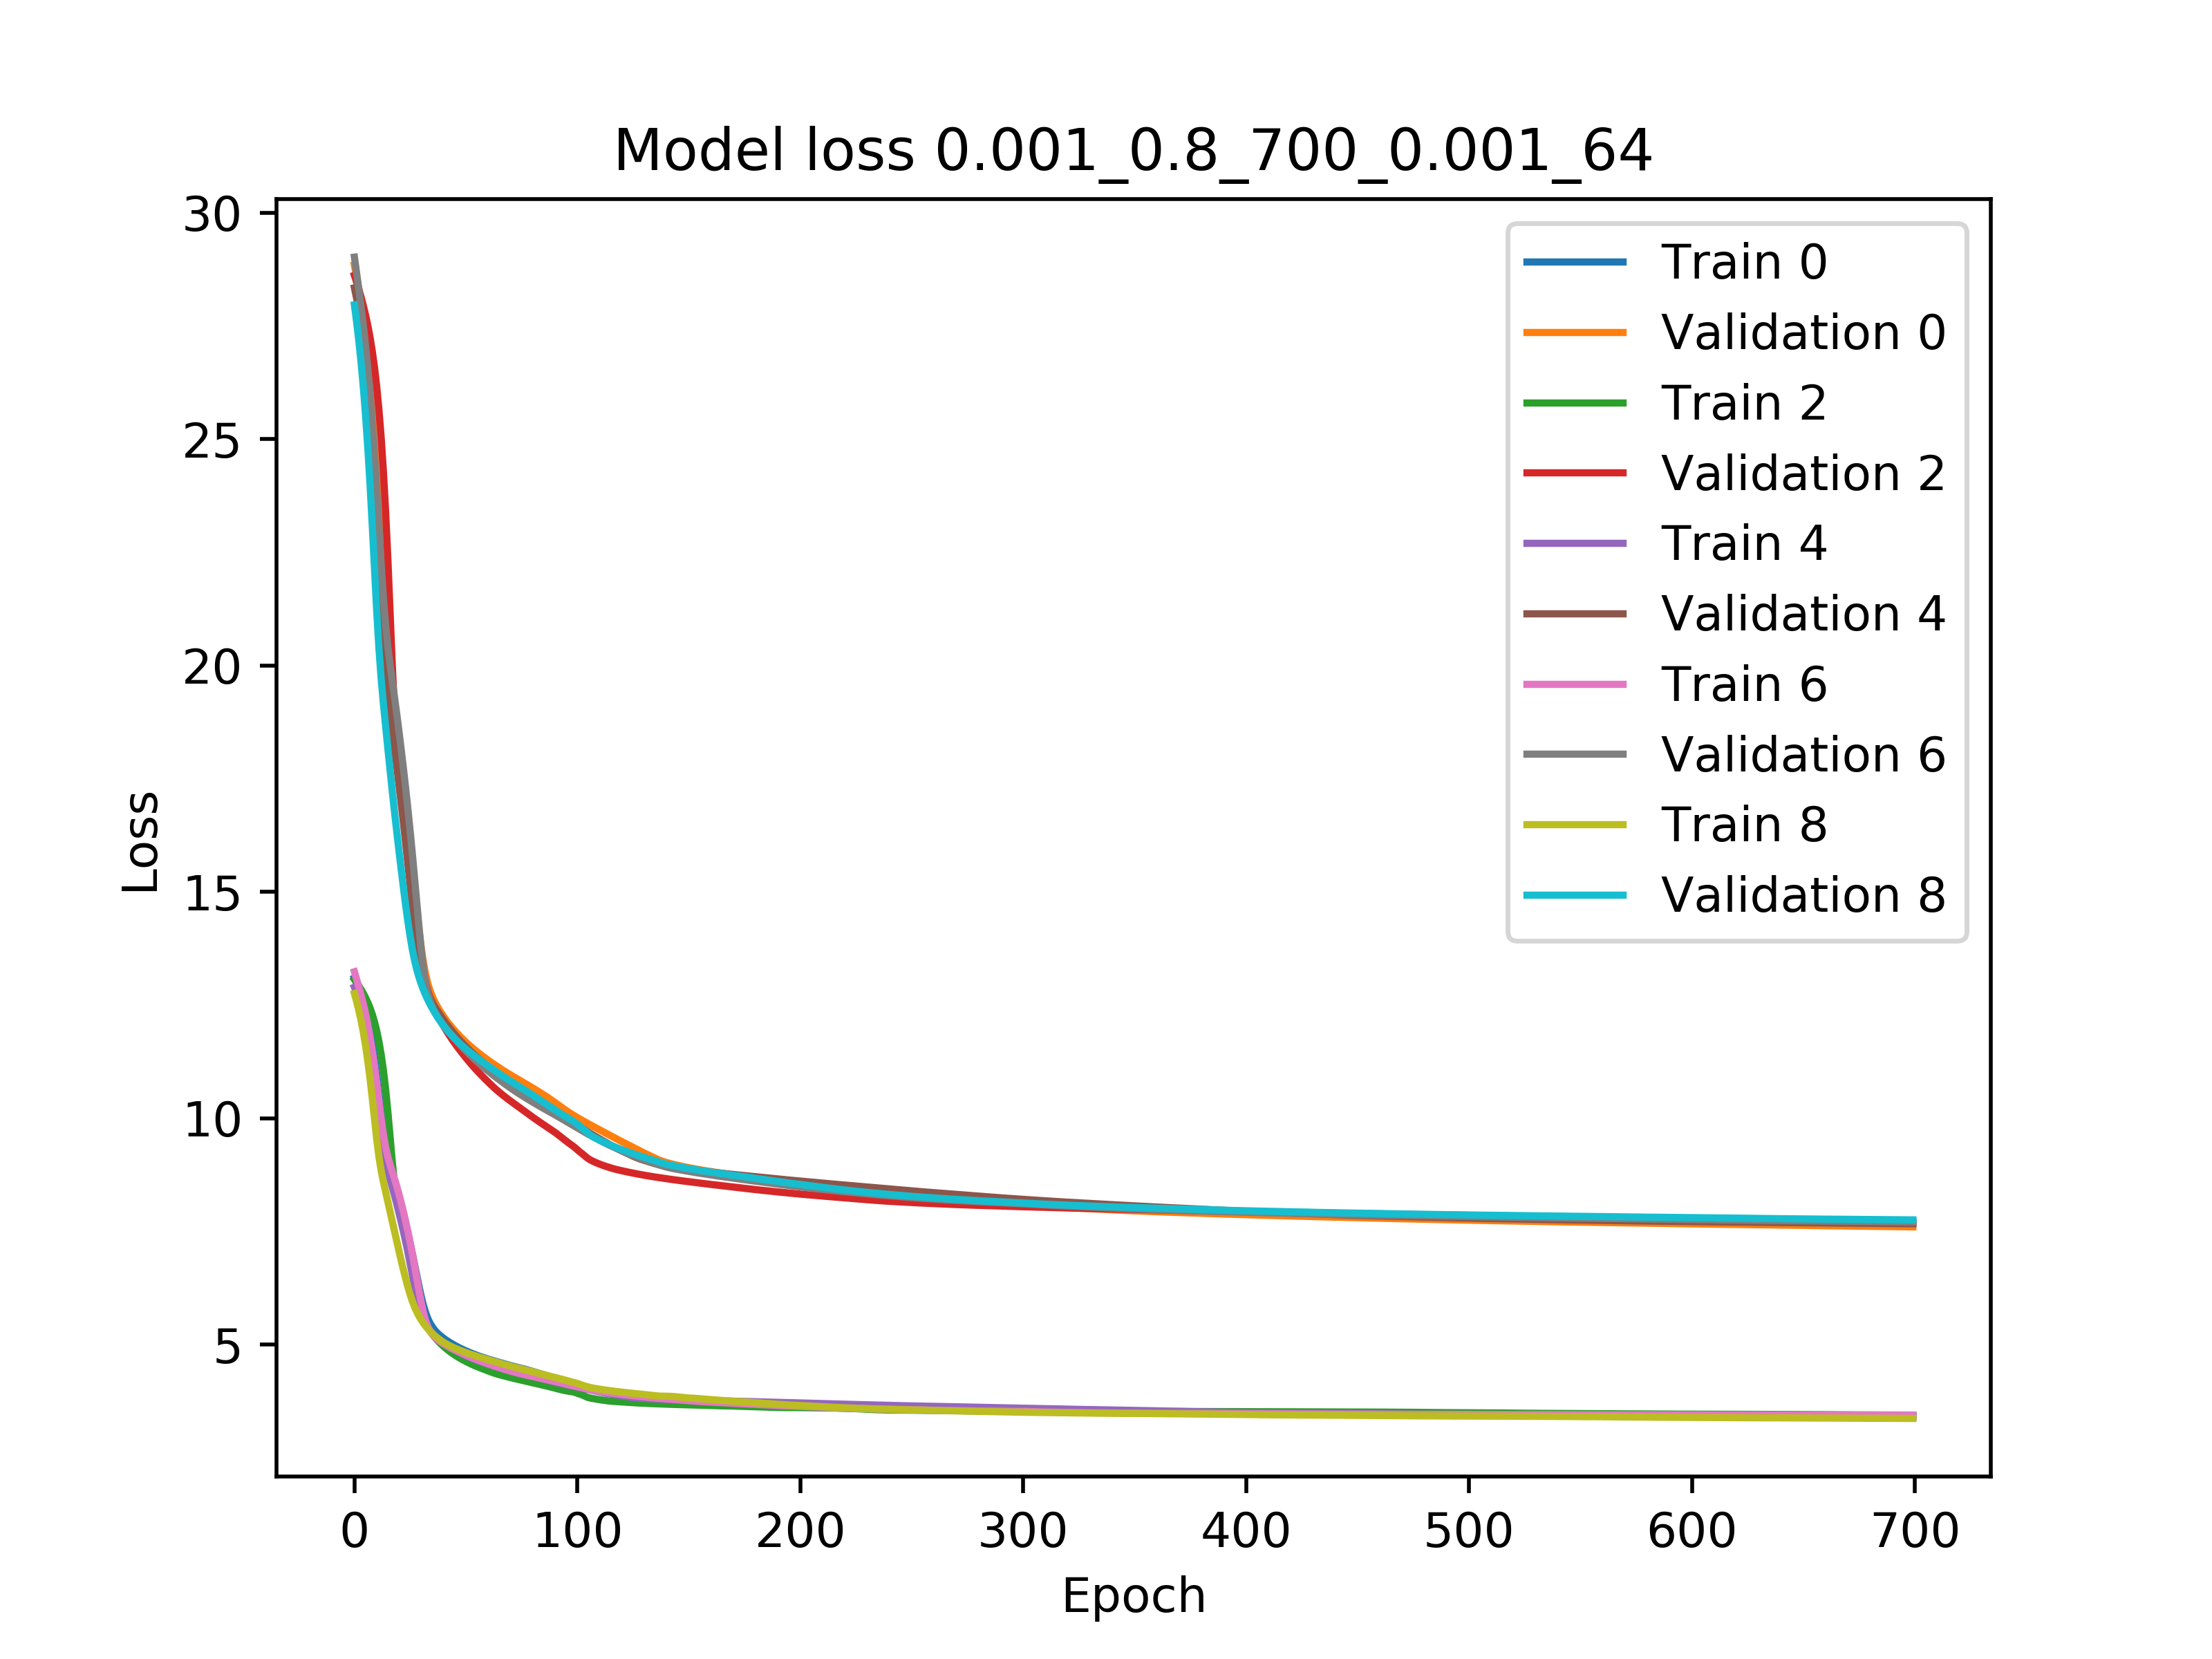 Model loss 0.001_0.8_700_0.001_64
30
25
20
15
10
5
Loss
Train 0
Validation 0
Train 2
Validation 2
Train 4
Validation 4
Train 6
Validation 6
Train 8
Validation 8
0 100 200 300 400 500 600 700
Epoch